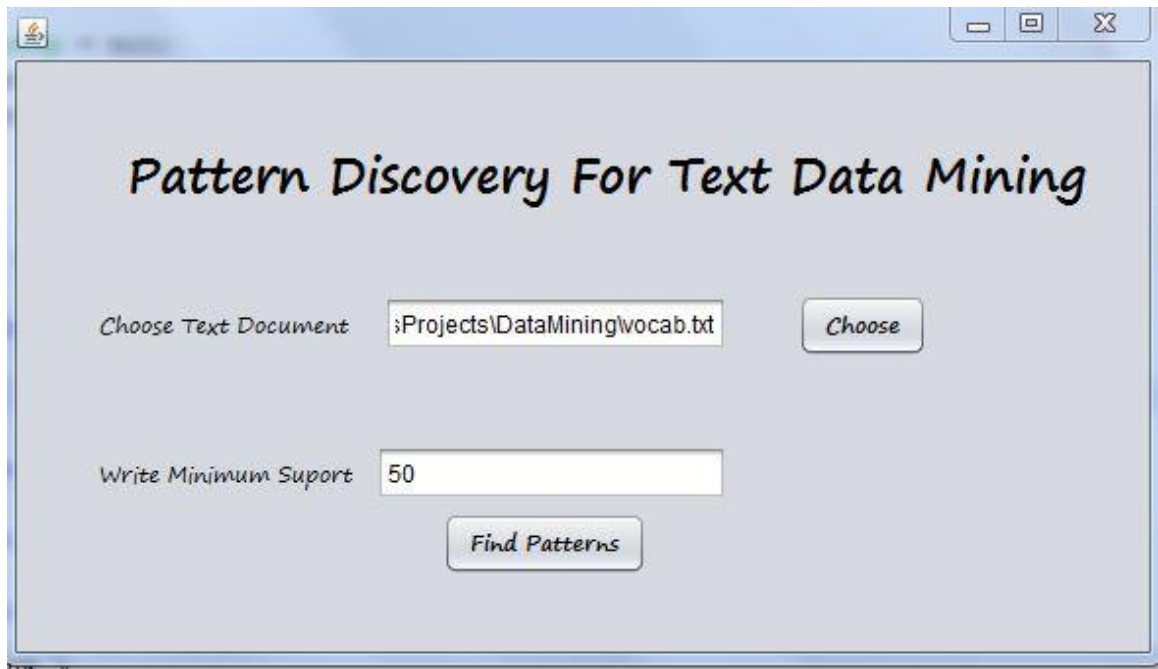 Pattern Discovery For Text Data Mining
Choose Text Document sProjects\DataMining\vocab.txt Choose
Write Minimum Suport 50
Find Patterns